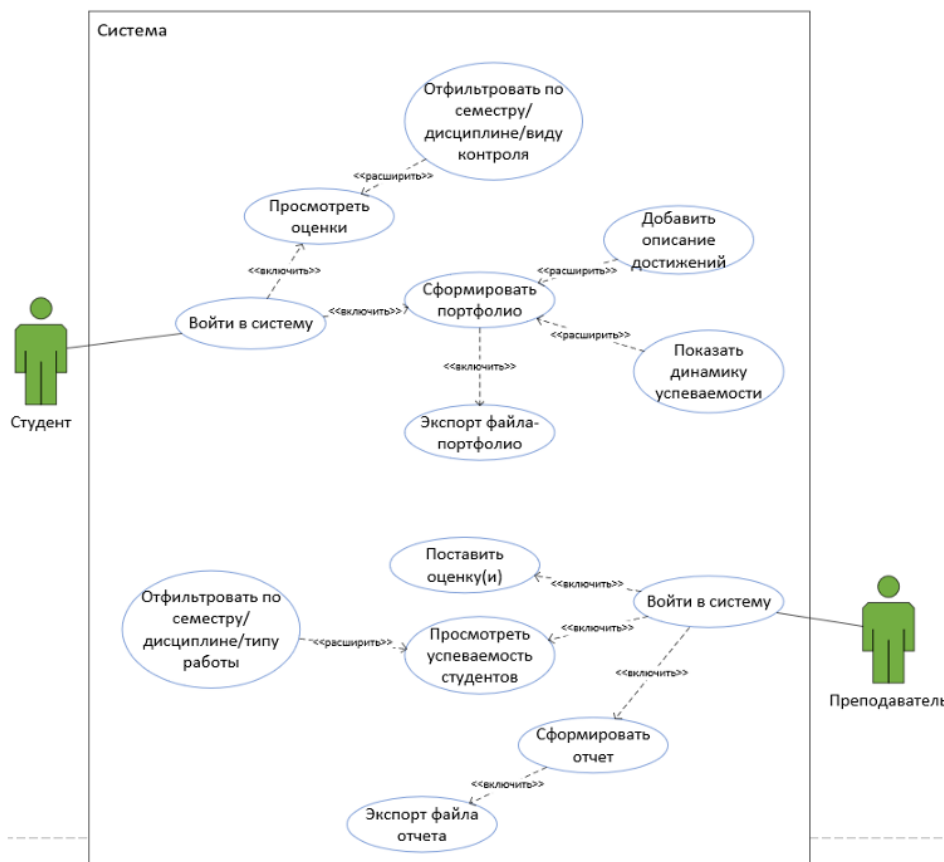 Система
Отфильтровать по
семестру/
дисциплине/виду
контроля
<<расширить>>
Просмотреть
оценки
Добавить
описание
достижений
<<включить>>
<<расширить>>
Сформировать
портфолио
Войти в систему
<<включить>>
<<расширить>>
Показать
динамику
успеваемости
<<включить>>
Студент
Экспорт файла-
портфолио
Поставить
оценку(и)
<<включить>>
Войти в систему
Отфильтровать по
семестру/
дисциплине/типу
работы
<<расширить>>
Просмотреть
успеваемость
студентов
<<включить>>
<<включить>>
Преподаватель
Сформировать
отчет
<<включить>>
Экспорт файла
отчета